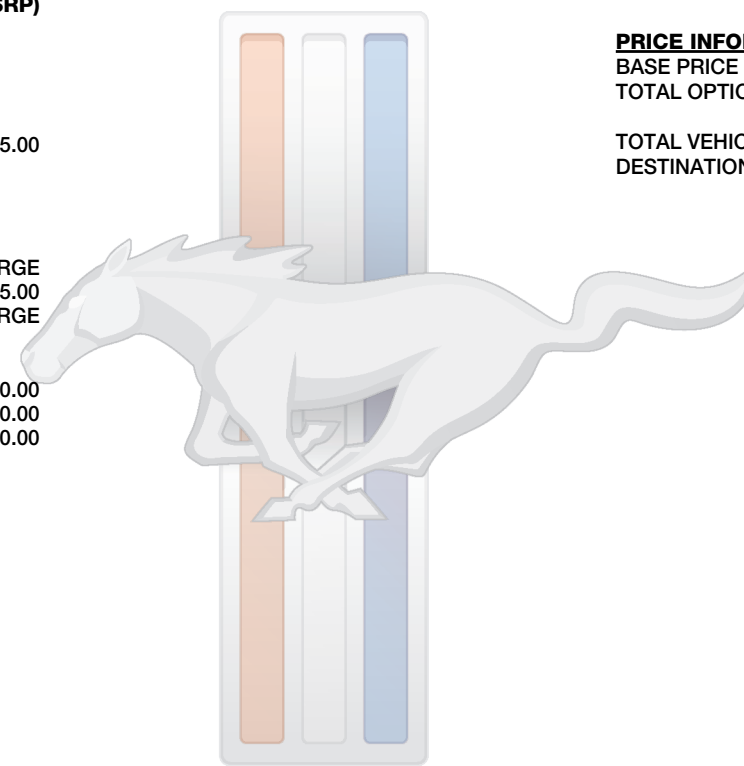 SRP)
5.00
RGE
5.00
RGE
0.00
0.00
0.00
PRICE INFO
BASE PRICE
TOTAL OPTIO
TOTAL VEHIC
DESTINATION